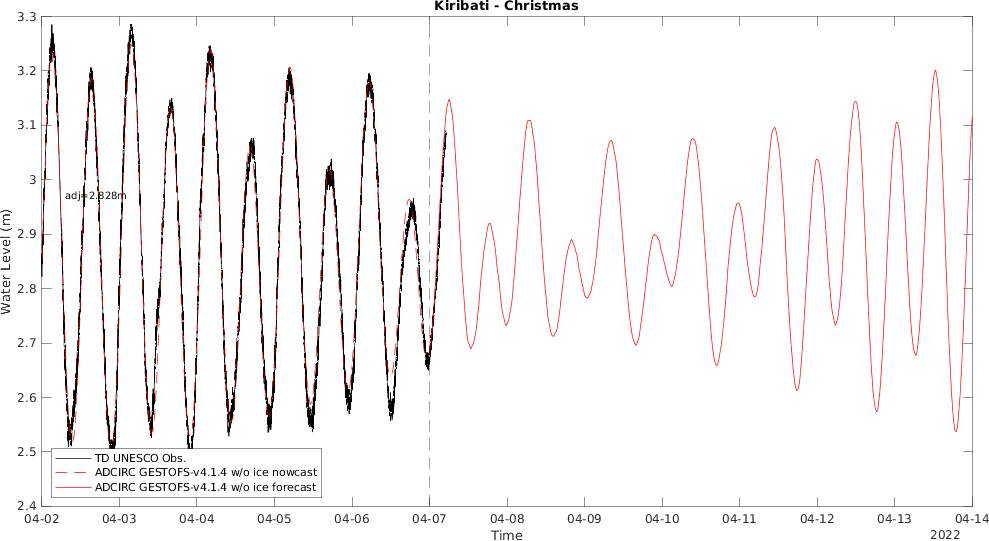 Kiribati - Christmas
3.3
3.2
3.1
3
2.9
2.8
2.7
2.6
2.5
2.4
Water Level (m)
adj=2.828m
TD UNESCO Obs.
ADCIRC GESTOFS-v4.1.4 w/o ice nowcast
ADCIRC GESTOFS-v4.1.4 w/o ice forecast
04-02 04-03 04-04 04-05 04-06 04-07 04-08 04-09 04-10 04-11 04-12 04-13 04-14
Time
2022